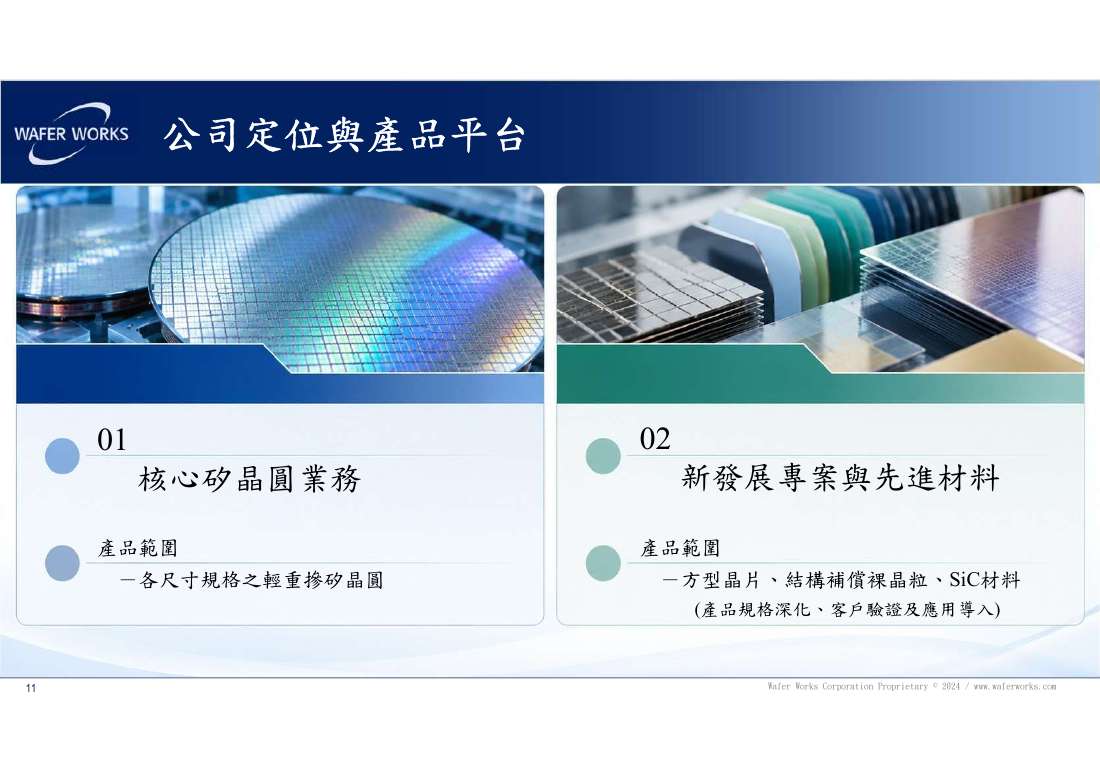 WAFER WORKS
公司定位與產品平台
01
核心矽晶圓業務
產品範圍
－各尺寸規格之輕重摻矽晶圓
02
新發展專案與先進材料
產品範圍
－方型晶片、結構補償裸晶粒、SiC材料
(產品規格深化、客戶驗證及應用導入)
11
Wafer Works Corporation Proprietary © 2024 / www.waferworks.com